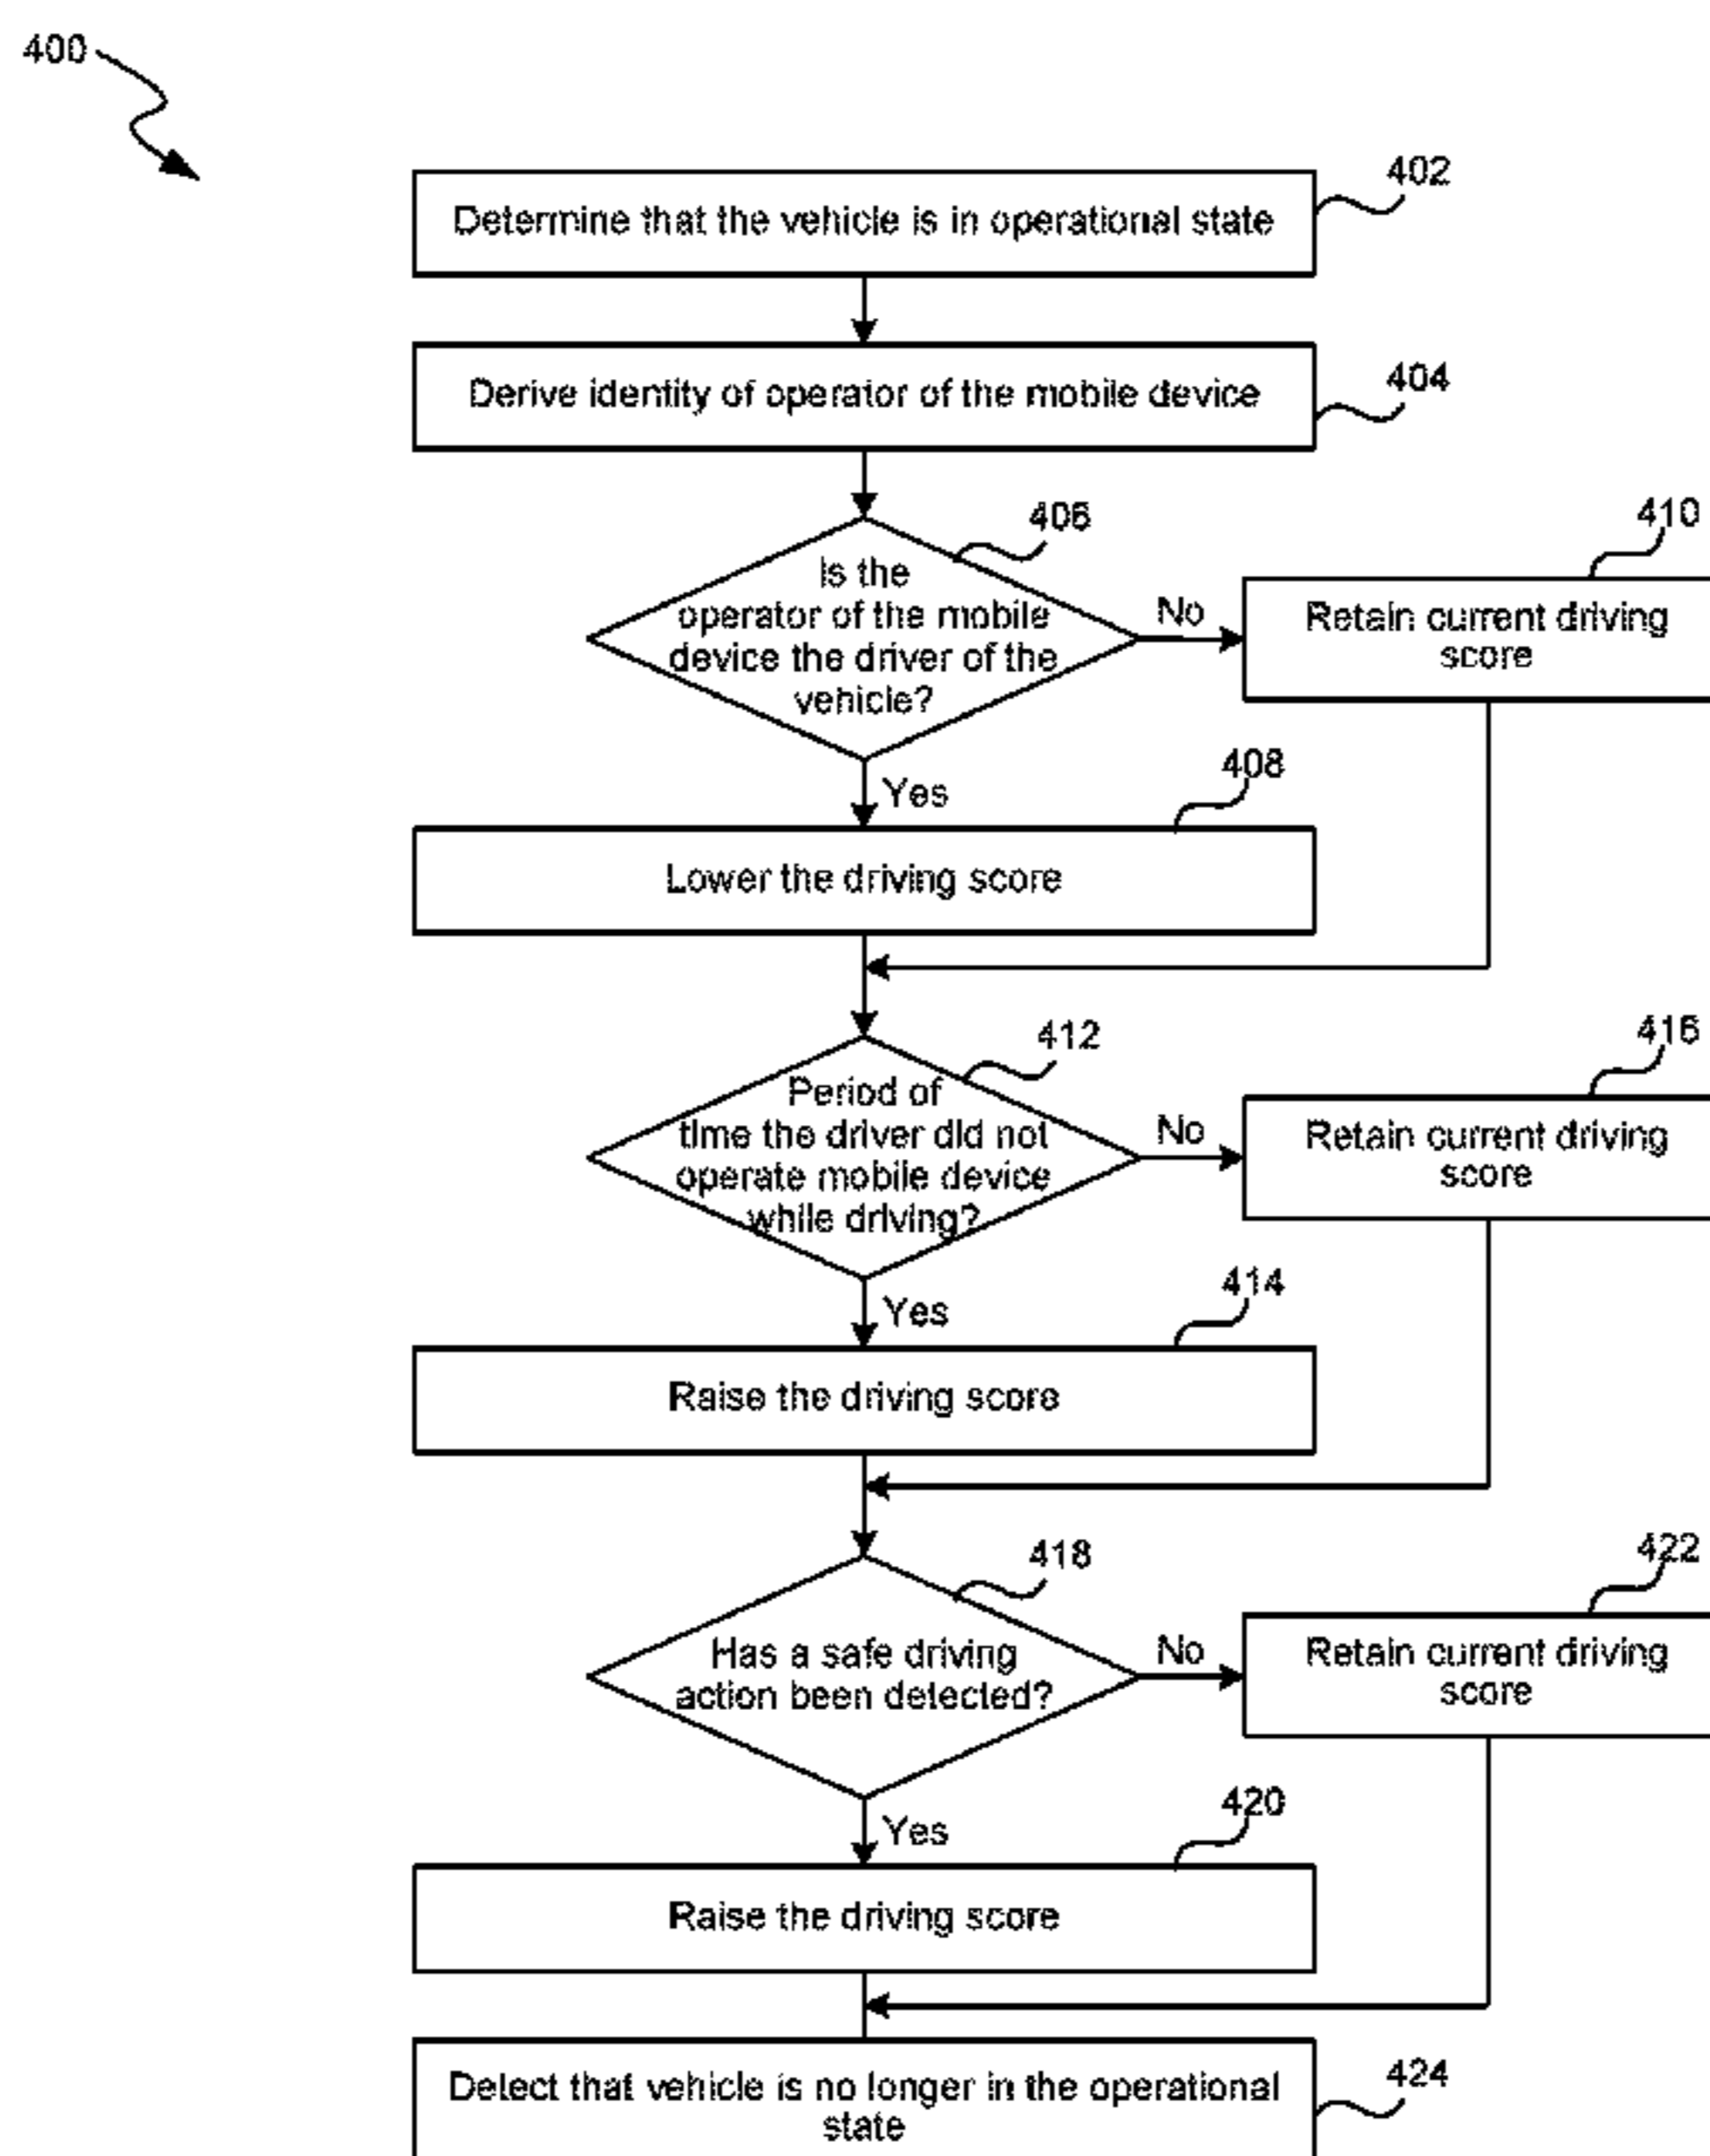 400
402
Determine that the vehicle is in operational state
404
Derive identity of operator of the mobile device
406
Is the
operator of the mobile
device the driver of the
vehicle?
No
410
Retain current driving
score
Yes
408
Lower the driving score
412
Period of
time the driver did not
operate mobile device
while driving?
No
416
Retain current driving
score
Yes
414
Raise the driving score
418
Has a safe driving
action been detected?
No
422
Retain current driving
score
Yes
420
Raise the driving score
424
Detect that vehicle is no longer in the operational
state